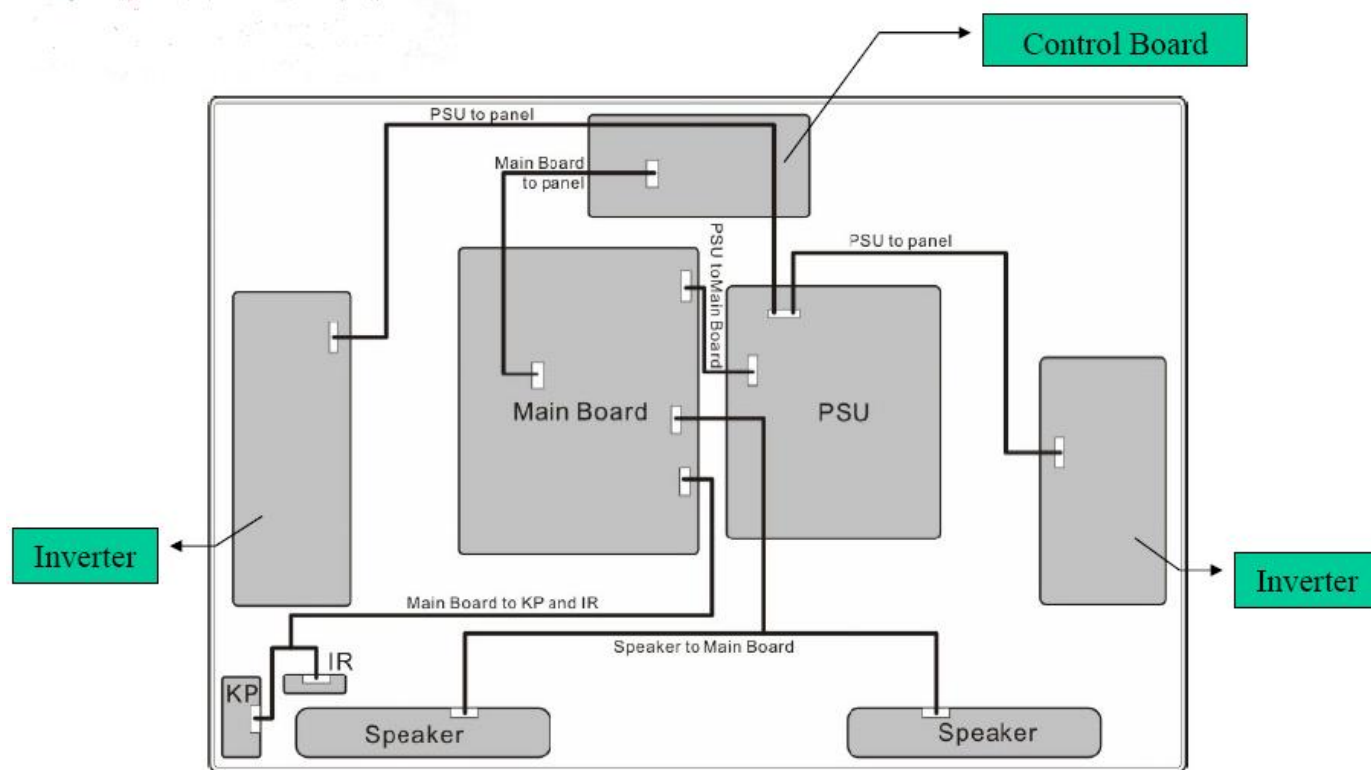 Control Board
PSU to panel
Main Board
to panel
PSU toMain Board
PSU to panel
Main Board
PSU
Inverter
Inverter
Main Board to KP and IR
Speaker to Main Board
IR
KP
Speaker
Speaker